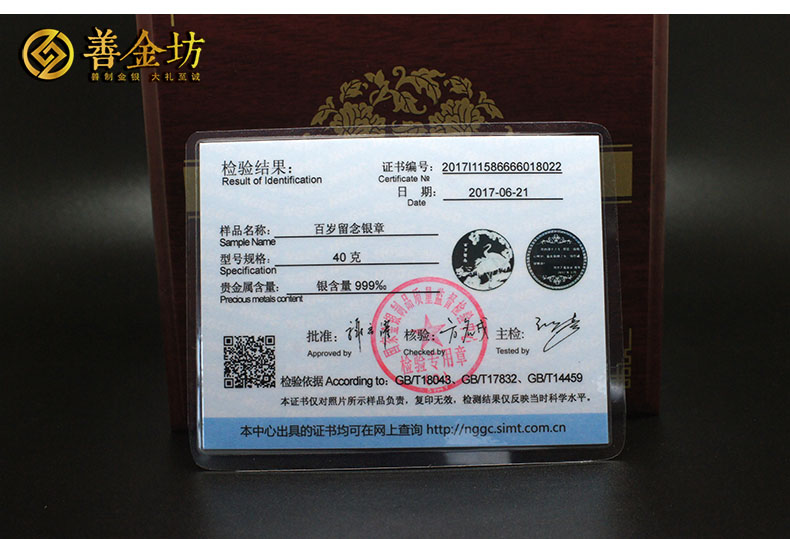 善金坊
善制金银 大礼至诚
检验结果：
Result of Identification
证书编号：2017I11586666018022
Certificate №
日 期：2017-06-21
Date
样品名称：百岁留念银章
Sample Name
型号规格：40 克
Specification
贵金属含量：银含量 999‰
Precious metals content
批准：
核验：
主检：
Approved by
Checked by
Tested by
检验专用章
检验依据 According to：GB/T18043、GB/T17832、GB/T14459
本证书仅对照片所示样品负责，复印无效，检测结果仅反映当时科学水平。
本中心出具的证书均可在网上查询 http://nggc.simt.com.cn